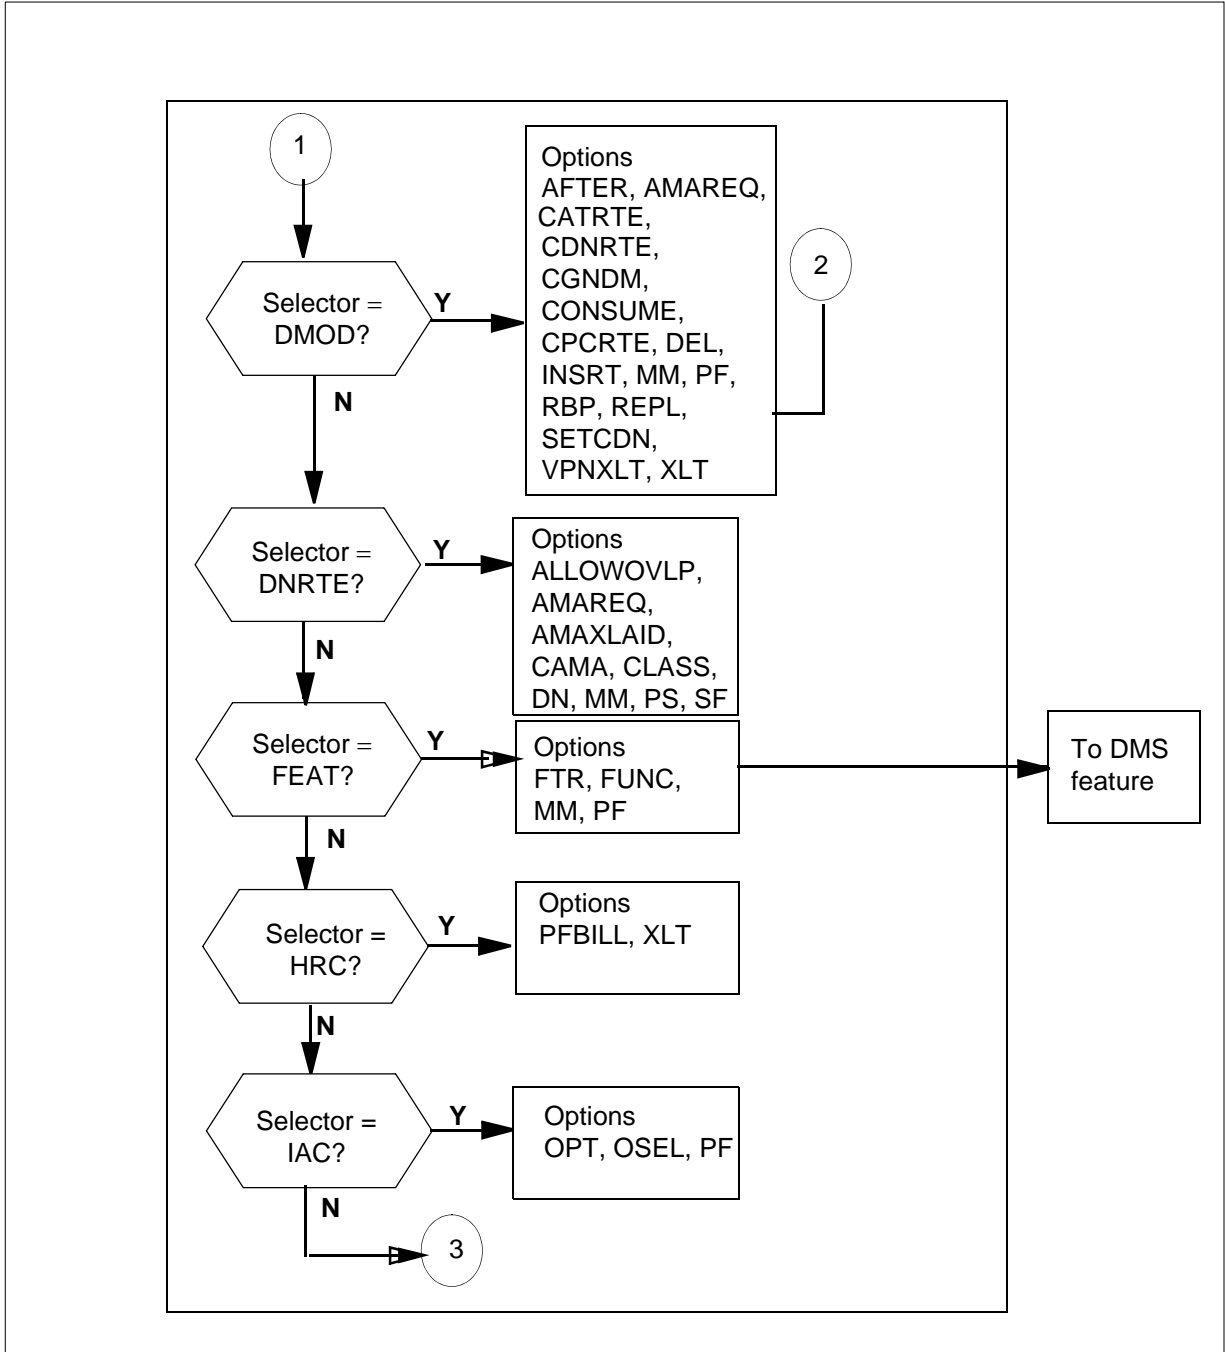 1
Selector =
DMOD?
Y
N
Options
AFTER, AMAREQ,
CATRTE,
CDNRTE,
CGNDM,
CONSUME,
CPCRTE, DEL,
INSRT, MM, PF,
RBP, REPL,
SETCDN,
VPNXLT, XLT
2
Selector =
DNRTE?
Y
N
Options
ALLOWOVLP,
AMAREQ,
AMAXLAID,
CAMA, CLASS,
DN, MM, PS, SF
Selector =
FEAT?
Y
N
Options
FTR, FUNC,
MM, PF
To DMS
feature
Selector =
HRC?
Y
N
Options
PFBILL, XLT
Selector =
IAC?
Y
N
Options
OPT, OSEL, PF
3